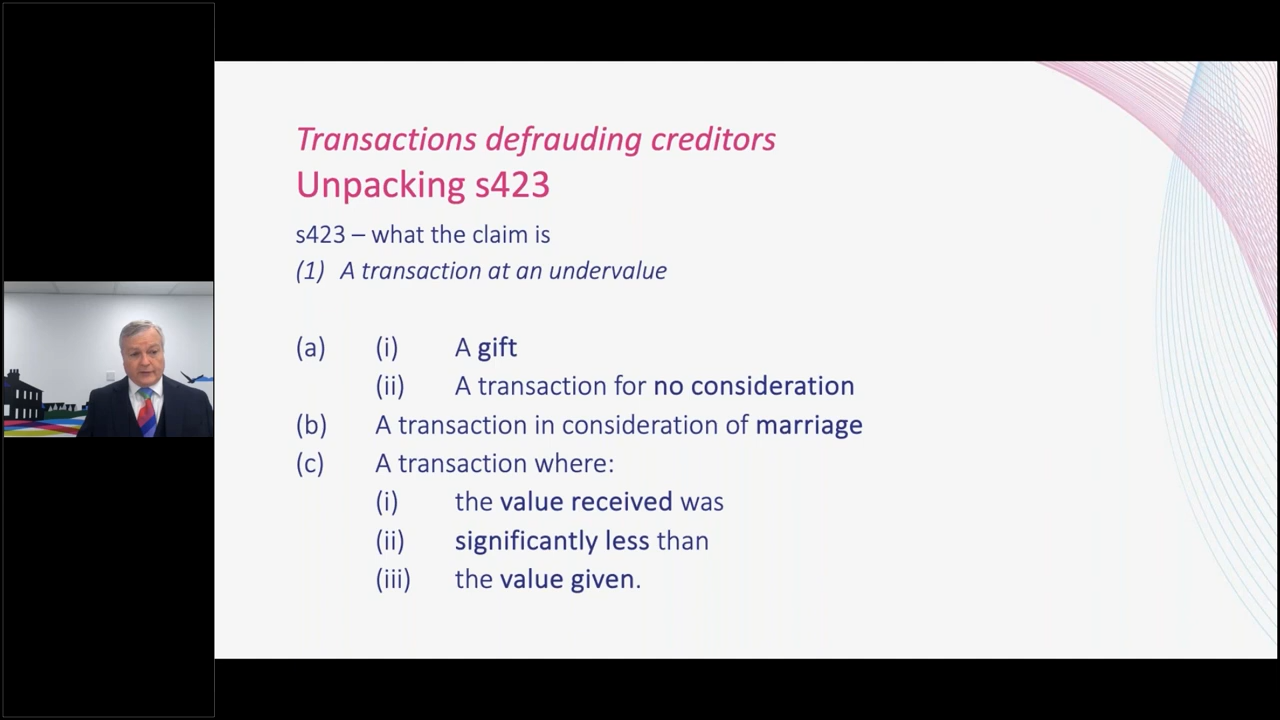 Transactions defrauding creditors
Unpacking s423
s423 – what the claim is
(1) A transaction at an undervalue
(a) (i) A gift
(ii) A transaction for no consideration
(b) A transaction in consideration of marriage
(c) A transaction where:
(i) the value received was
(ii) significantly less than
(iii) the value given.